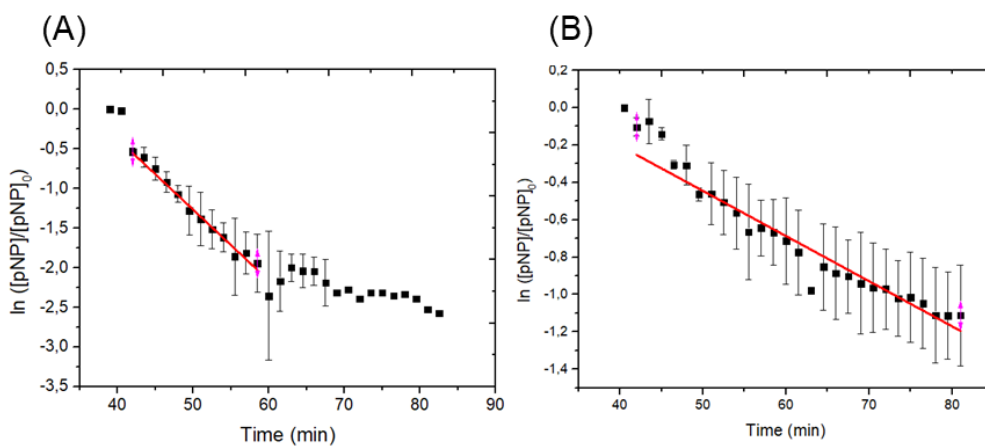 (A)
ln ([pNP]/[pNP]0)
0,5
0,0
-0,5
-1,0
-1,5
-2,0
-2,5
-3,0
-3,5
40 50 60 70 80 90
Time (min)
(B)
ln ([pNP]/[pNP]0)
0,2
0,0
-0,2
-0,4
-0,6
-0,8
-1,0
-1,2
-1,4
40 50 60 70 80
Time (min)